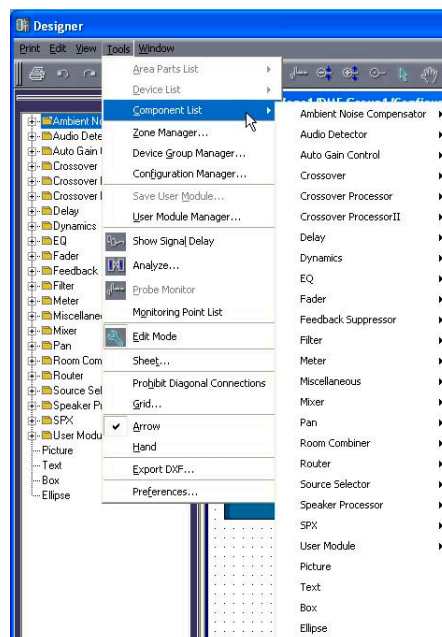 Designer
Print Edit View Tools Window
Area Parts List
Device List
Component List
Zone Manager...
Device Group Manager...
Configuration Manager...
Save User Module...
User Module Manager...
Show Signal Delay
Analyze...
Probe Monitor
Monitoring Point List
Edit Mode
Sheet...
Prohibit Diagonal Connections
Grid...
Arrow
Hand
Export DXF...
Preferences...
Ambient No
Audio Dete
Auto Gain
Crossover
Crossover
Crossover
Delay
Dynamics
EQ
Fader
Feedback
Filter
Meter
Miscellane
Mixer
Pan
Room Com
Router
Source Sel
Speaker Pr
SPX
User Modu
Picture
Text
Box
Ellipse
Ambient Noise Compensator
Audio Detector
Auto Gain Control
Crossover
Crossover Processor
Crossover ProcessorII
Delay
Dynamics
EQ
Fader
Feedback Suppressor
Filter
Meter
Miscellaneous
Mixer
Pan
Room Combiner
Router
Source Selector
Speaker Processor
SPX
User Module
Picture
Text
Box
Ellipse